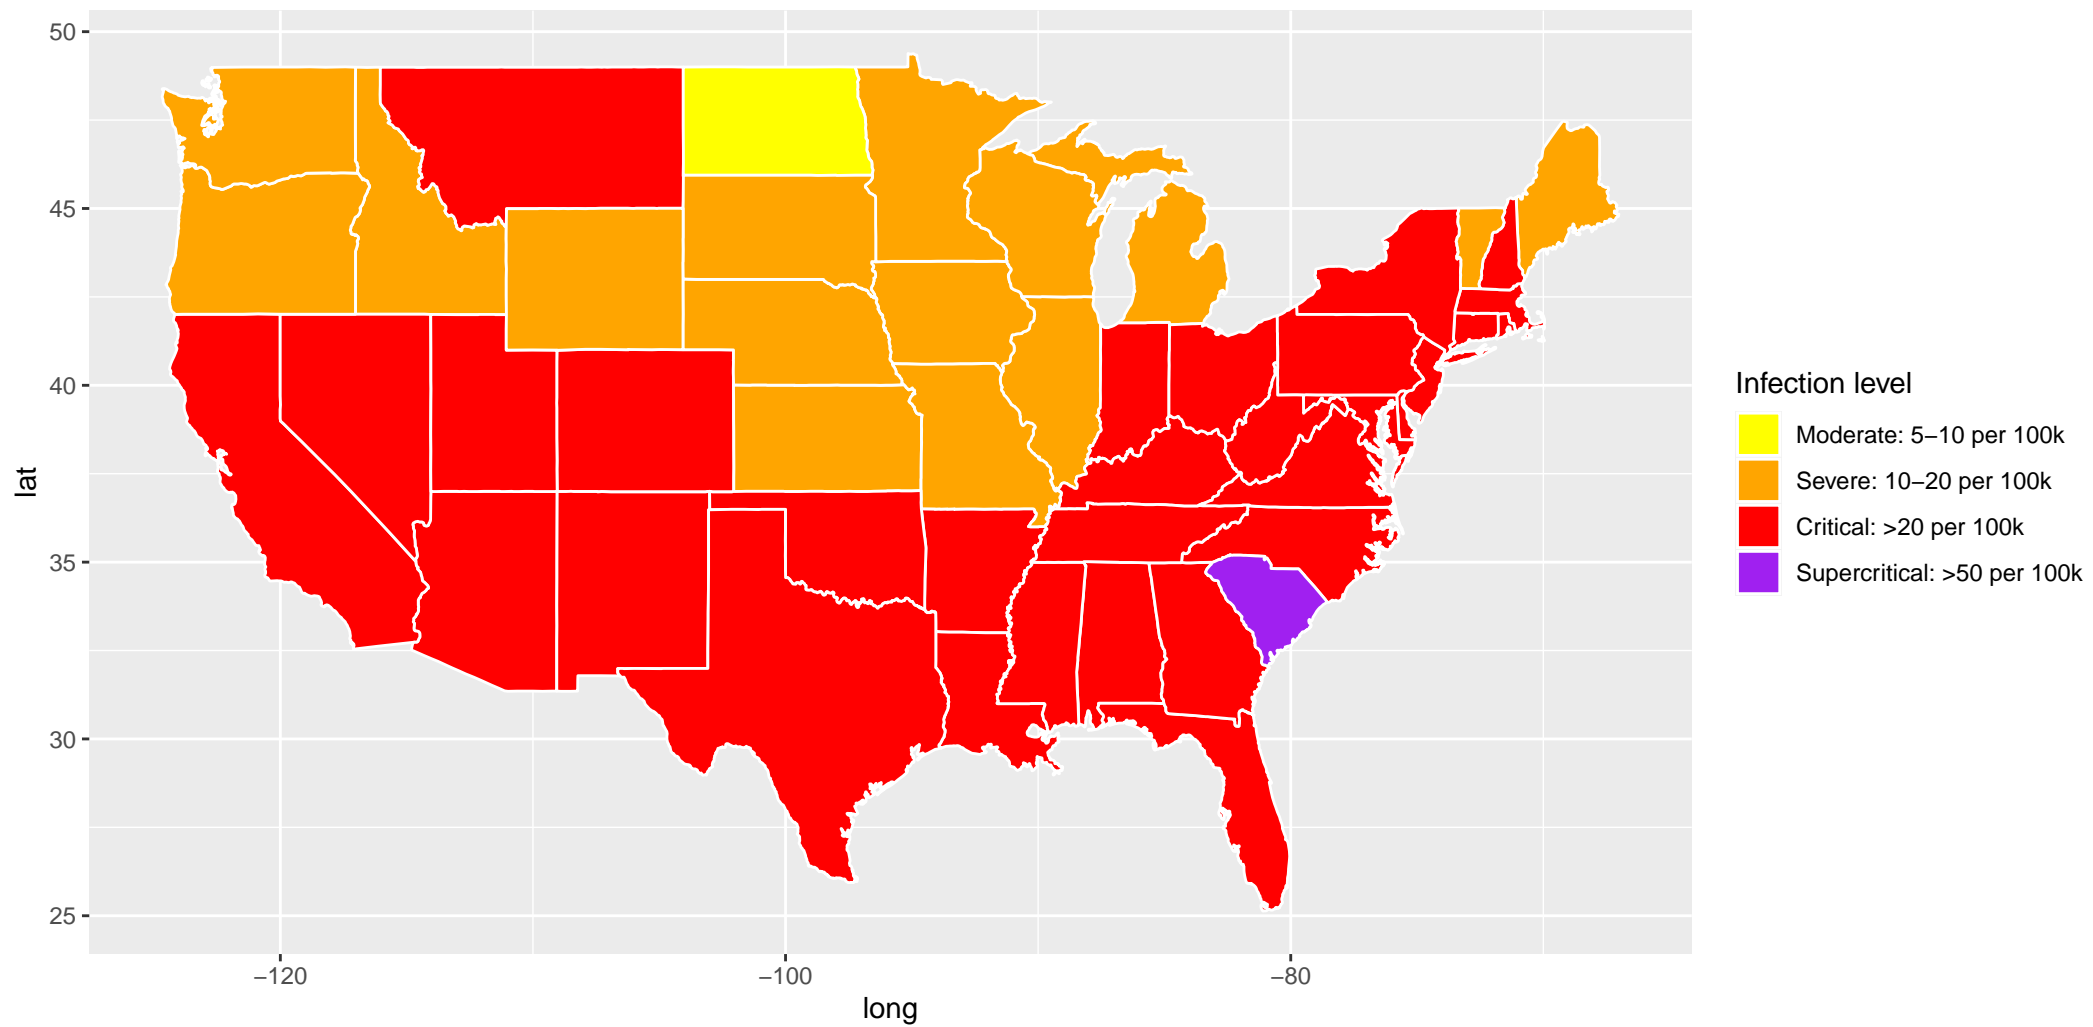 50
45
40
35
30
25
lat
−120
−100
−80
long
Infection level
Moderate: 5−10 per 100k
Severe: 10−20 per 100k
Critical: >20 per 100k
Supercritical: >50 per 100k